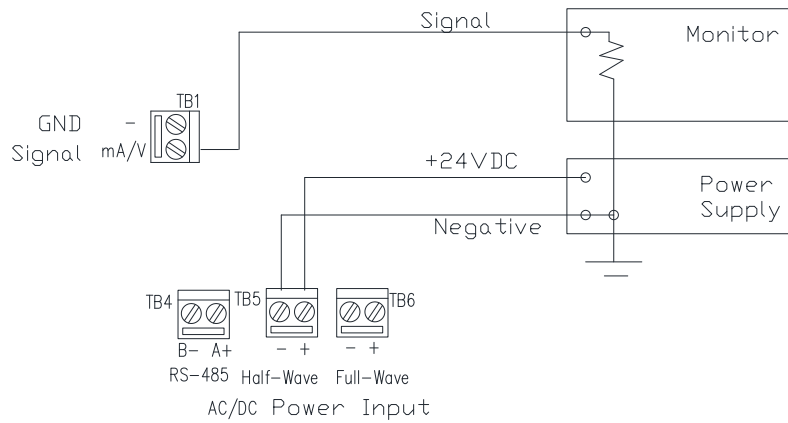 Signal
Monitor
TB1
GND -
Signal mA/V
+24VDC
Power
Supply
Negative
TB4 TB5 TB6
B- A+ - + - +
RS-485 Half-Wave Full-Wave
AC/DC Power Input